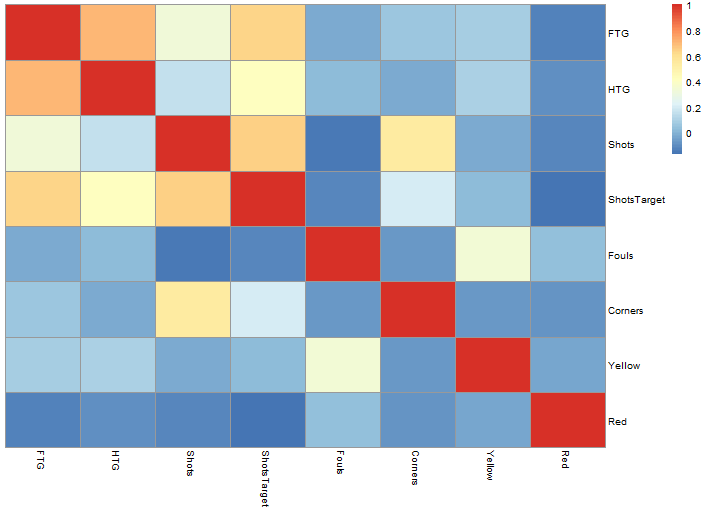 1
FTG
0.8
0.6
HTG
0.4
0.2
0
Shots
ShotsTarget
Fouls
Corners
Yellow
Red
FTG
HTG
Shots
ShotsTarget
Fouls
Corners
Yellow
Red